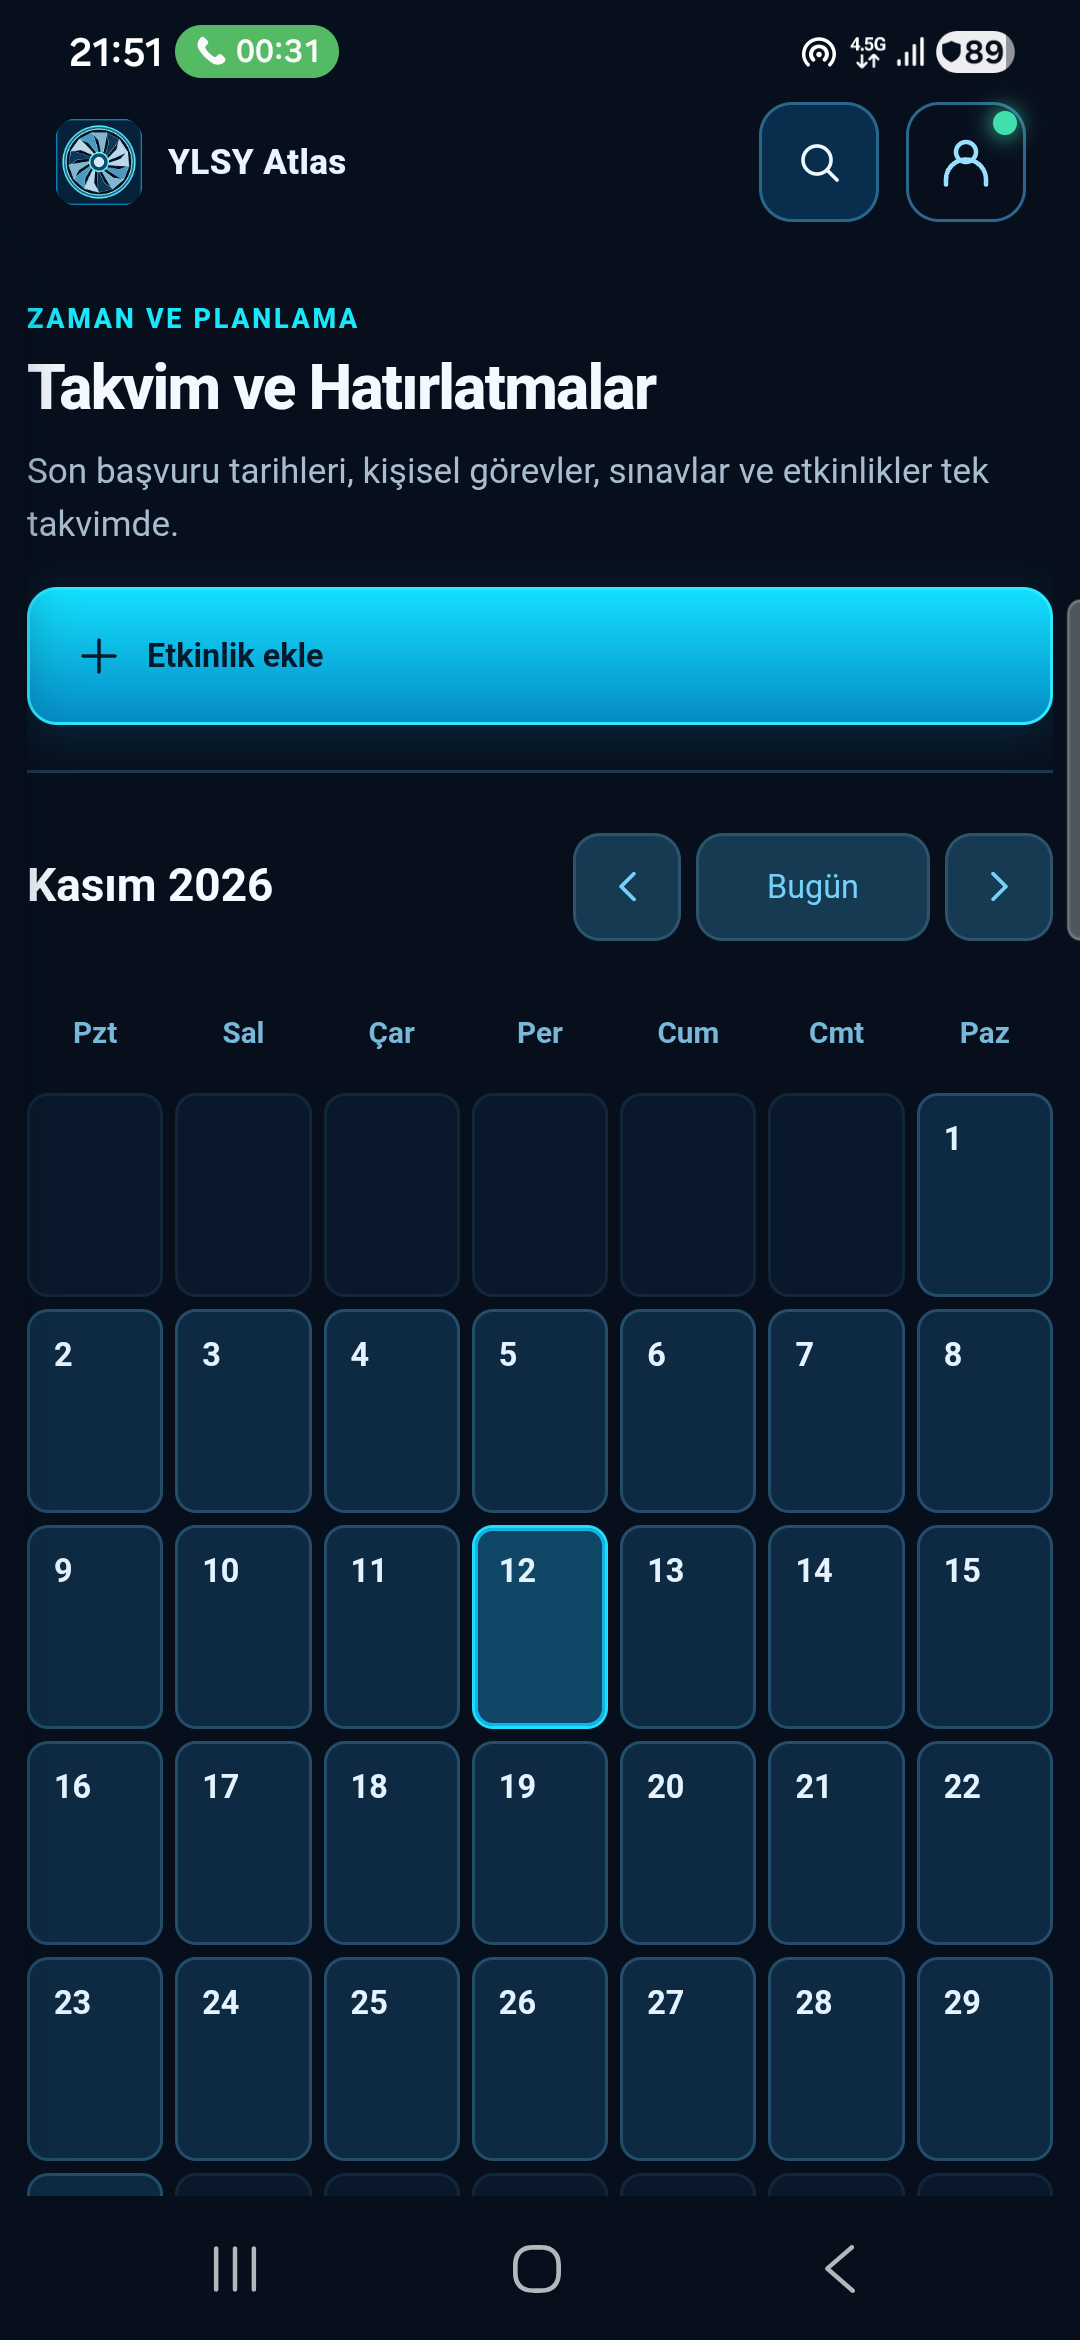 21:51 00:31 4.5G 89
YLSY Atlas
ZAMAN VE PLANLAMA
Takvim ve Hatırlatmalar
Son başvuru tarihleri, kişisel görevler, sınavlar ve etkinlikler tek
takvimde.
Etkinlik ekle
Kasım 2026 Bugün
Pzt Sal Çar Per Cum Cmt Paz
1
2 3 4 5 6 7 8
9 10 11 12 13 14 15
16 17 18 19 20 21 22
23 24 25 26 27 28 29